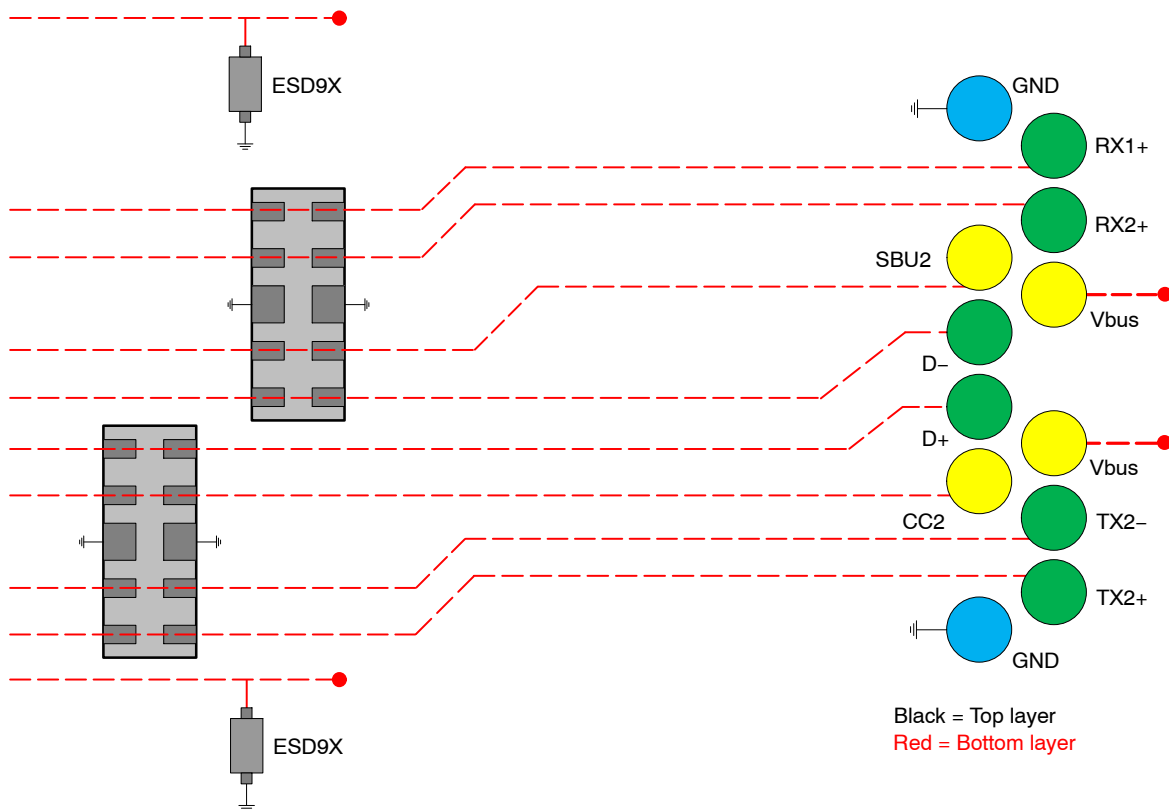 ESD9X
GND
RX1+
RX2+
SBU2
Vbus
D−
D+
Vbus
CC2
TX2−
TX2+
GND
Black = Top layer
Red = Bottom layer
ESD9X